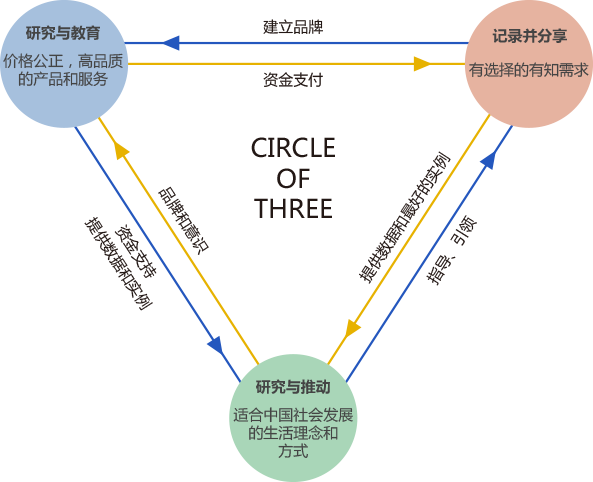 研究与教育
价格公正，高品质
的产品和服务
建立品牌
资金支付
记录并分享
有选择的有知需求
CIRCLE
OF
THREE
品牌和意识
资金支持
提供数据和实例
提供数据和最好的实例
指导、引领
研究与推动
适合中国社会发展
的生活理念和
方式